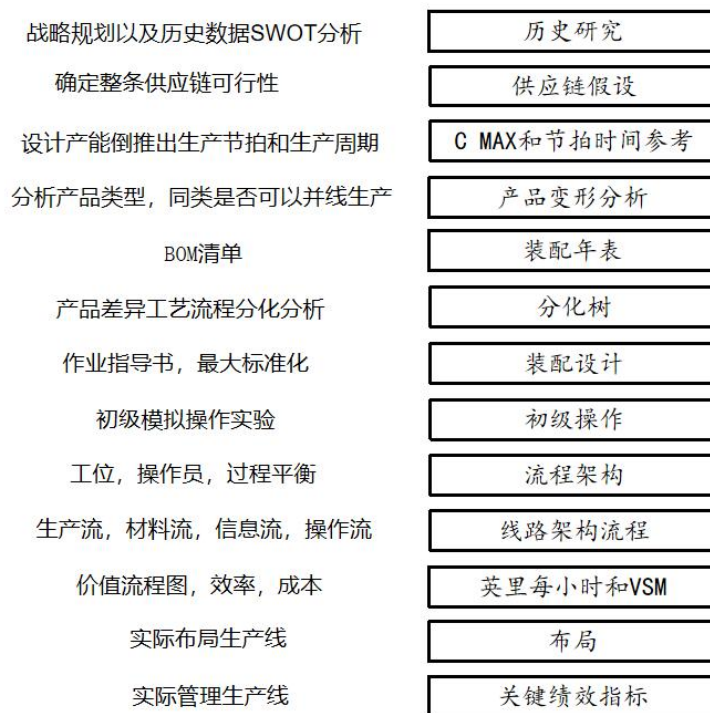 战略规划以及历史数据SWOT分析 历史研究
确定整条供应链可行性 供应链假设
设计产能倒推出生产节拍和生产周期 C MAX和节拍时间参考
分析产品类型，同类是否可以并线生产 产品变形分析
BOM清单 装配年表
产品差异工艺流程分化分析 分化树
作业指导书，最大标准化 装配设计
初级模拟操作实验 初级操作
工位，操作员，过程平衡 流程架构
生产流，材料流，信息流，操作流 线路架构流程
价值流程图，效率，成本 英里每小时和VSM
实际布局生产线 布局
实际管理生产线 关键绩效指标